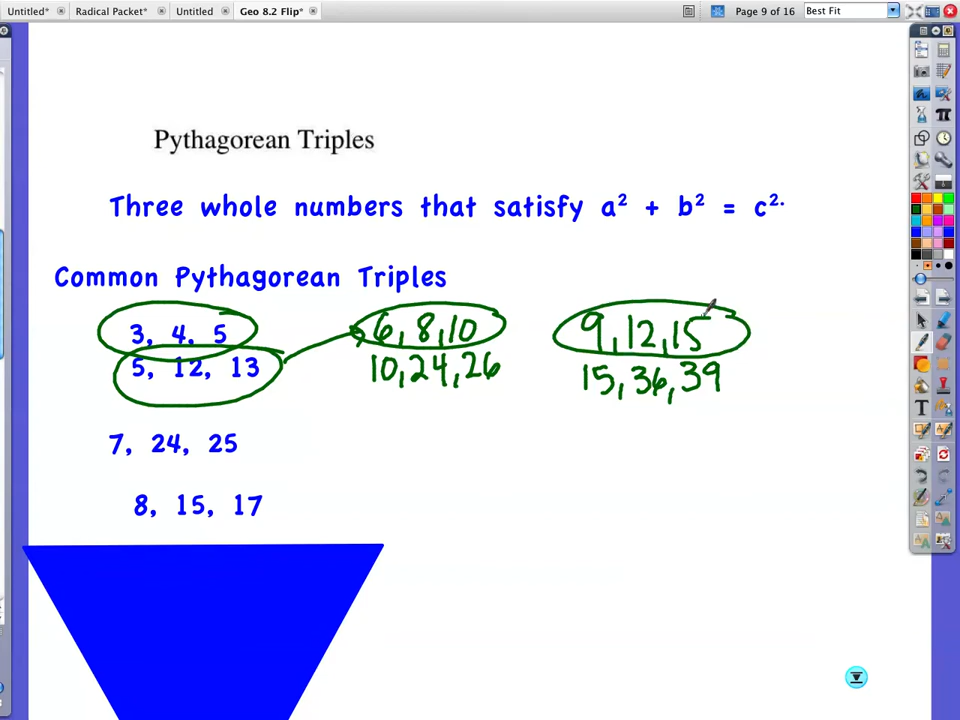 Untitled* Radical Packet* Untitled Geo 8.2 Flip* Page 9 of 16 Best Fit
Pythagorean Triples
Three whole numbers that satisfy a² + b² = c².
Common Pythagorean Triples
3, 4, 5 6, 8, 10 9, 12, 15
5, 12, 13 10, 24, 26 15, 36, 39
7, 24, 25
8, 15, 17